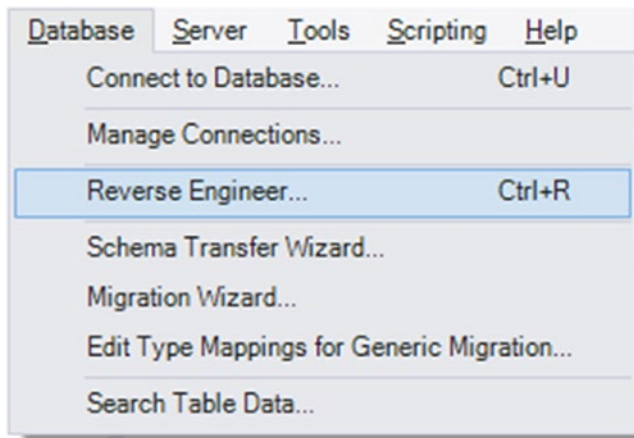 Database Server Tools Scripting Help
Connect to Database... Ctrl+U
Manage Connections...
Reverse Engineer... Ctrl+R
Schema Transfer Wizard...
Migration Wizard...
Edit Type Mappings for Generic Migration...
Search Table Data...